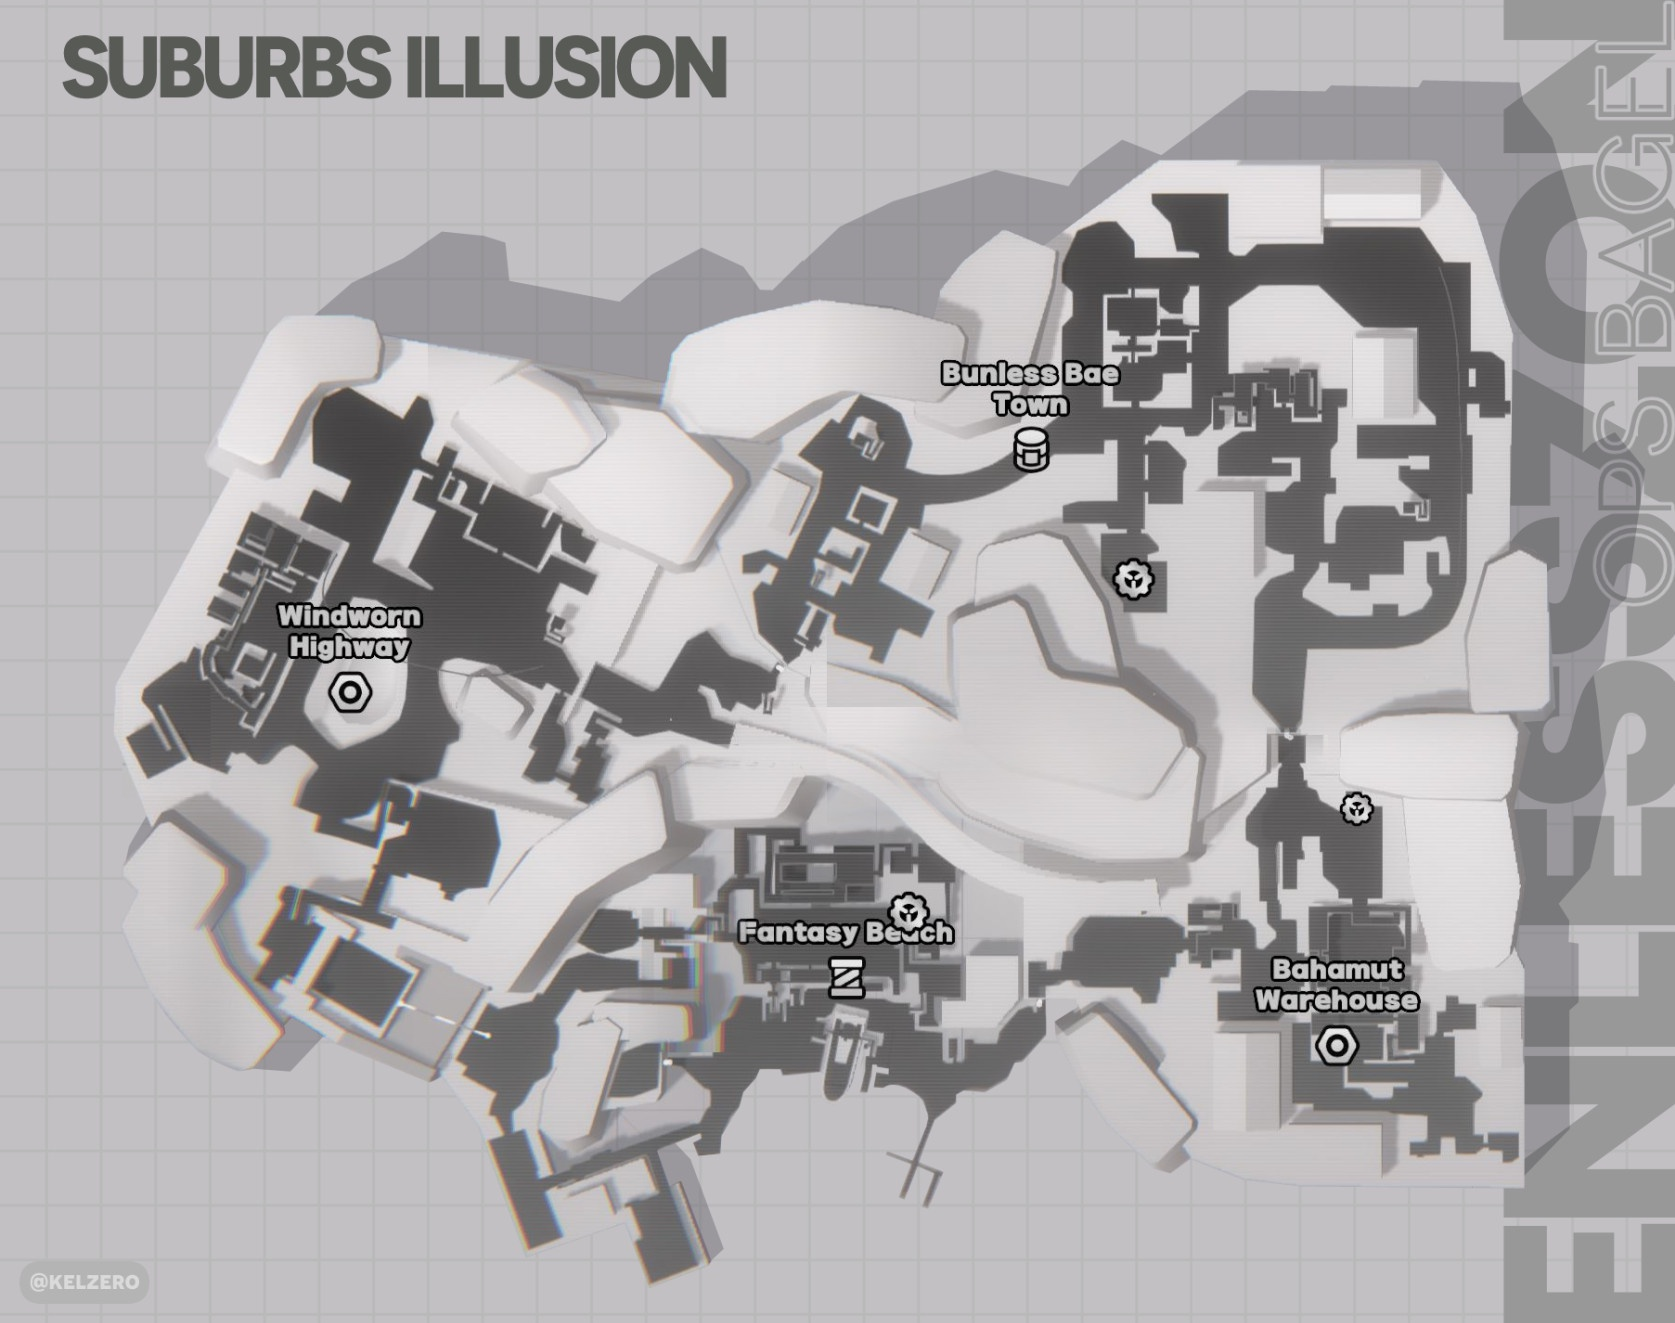 SUBURBS ILLUSION
Bunless Bae
Town
Windworn
Highway
Fantasy Beach
Bahamut
Warehouse
@KELZERO